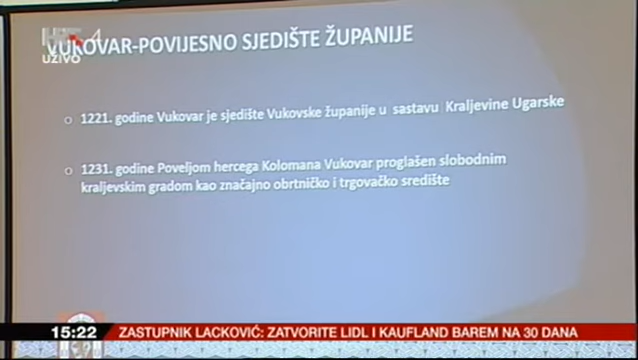 HRT 4
UŽIVO
VUKOVAR-POVIJESNO SJEDIŠTE ŽUPANIJE
1221. godine Vukovar je sjedište Vukovske županije u sastavu Kraljevine Ugarske
1231. godine Poveljom hercega Kolomana Vukovar proglašen slobodnim
kraljevskim gradom kao značajno obrtničko i trgovačko središte
15:22 ZASTUPNIK LACKOVIĆ: ZATVORITE LIDL I KAUFLAND BAREM NA 30 DANA